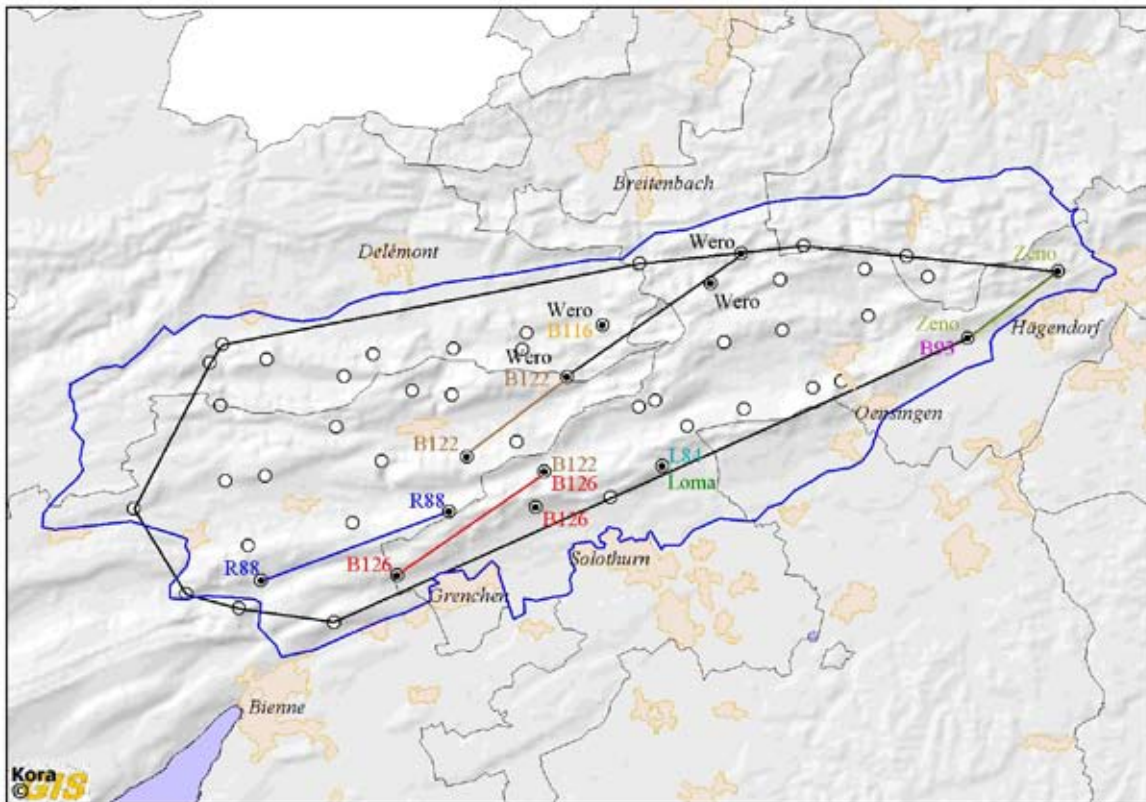 Breitenbach
Delémont
Wero
Zeno
Wero
Wero
B116
Zeno
B93
Hägendorf
Wero
B122
Oensingen
B122
B122
B126
L84
Loma
R88
B126
Solothurn
R88
B126
Grenchen
Bienne
Kora
©GIS